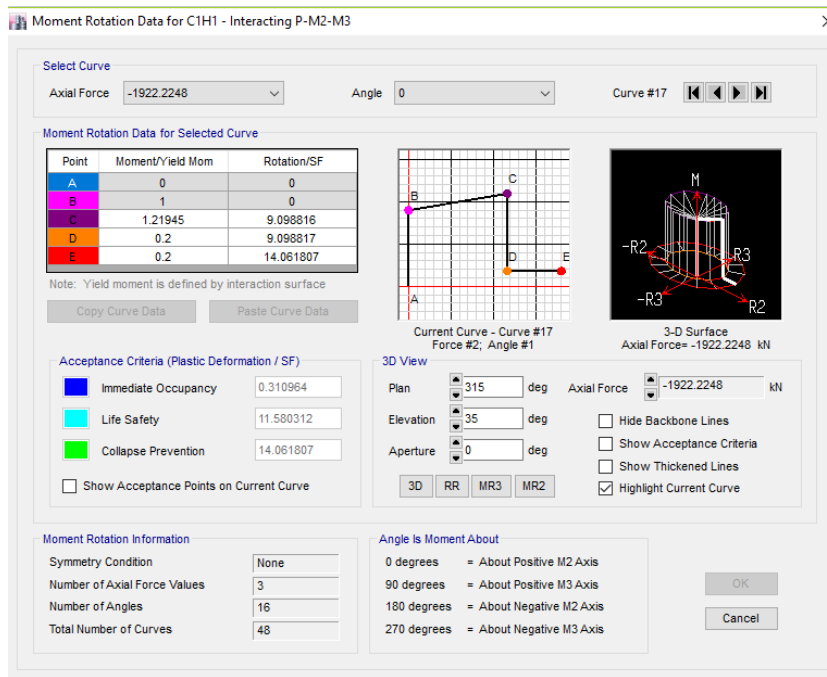 Moment Rotation Data for C1H1 - Interacting P-M2-M3
Select Curve
Axial Force -1922.2248 Angle 0 Curve #17
Moment Rotation Data for Selected Curve
Point Moment/Yield Mom Rotation/SF
A 0 0
B 1 0
C 1.21945 9.098816
D 0.2 9.098817
E 0.2 14.061807
Note: Yield moment is defined by interaction surface
Copy Curve Data Paste Curve Data
A
B
C
D
E
Current Curve - Curve #17
Force #2; Angle #1
M
-R2
R3
-R3
R2
3-D Surface
Axial Force= -1922.2248 kN
Acceptance Criteria (Plastic Deformation / SF)
Immediate Occupancy 0.310964
Life Safety 11.580312
Collapse Prevention 14.061807
Show Acceptance Points on Current Curve
3D View
Plan 315 deg
Elevation 35 deg
Aperture 0 deg
3D RR MR3 MR2
Axial Force -1922.2248 kN
Hide Backbone Lines
Show Acceptance Criteria
Show Thickened Lines
Highlight Current Curve
Moment Rotation Information
Symmetry Condition None
Number of Axial Force Values 3
Number of Angles 16
Total Number of Curves 48
Angle Is Moment About
0 degrees = About Positive M2 Axis
90 degrees = About Positive M3 Axis
180 degrees = About Negative M2 Axis
270 degrees = About Negative M3 Axis
OK
Cancel